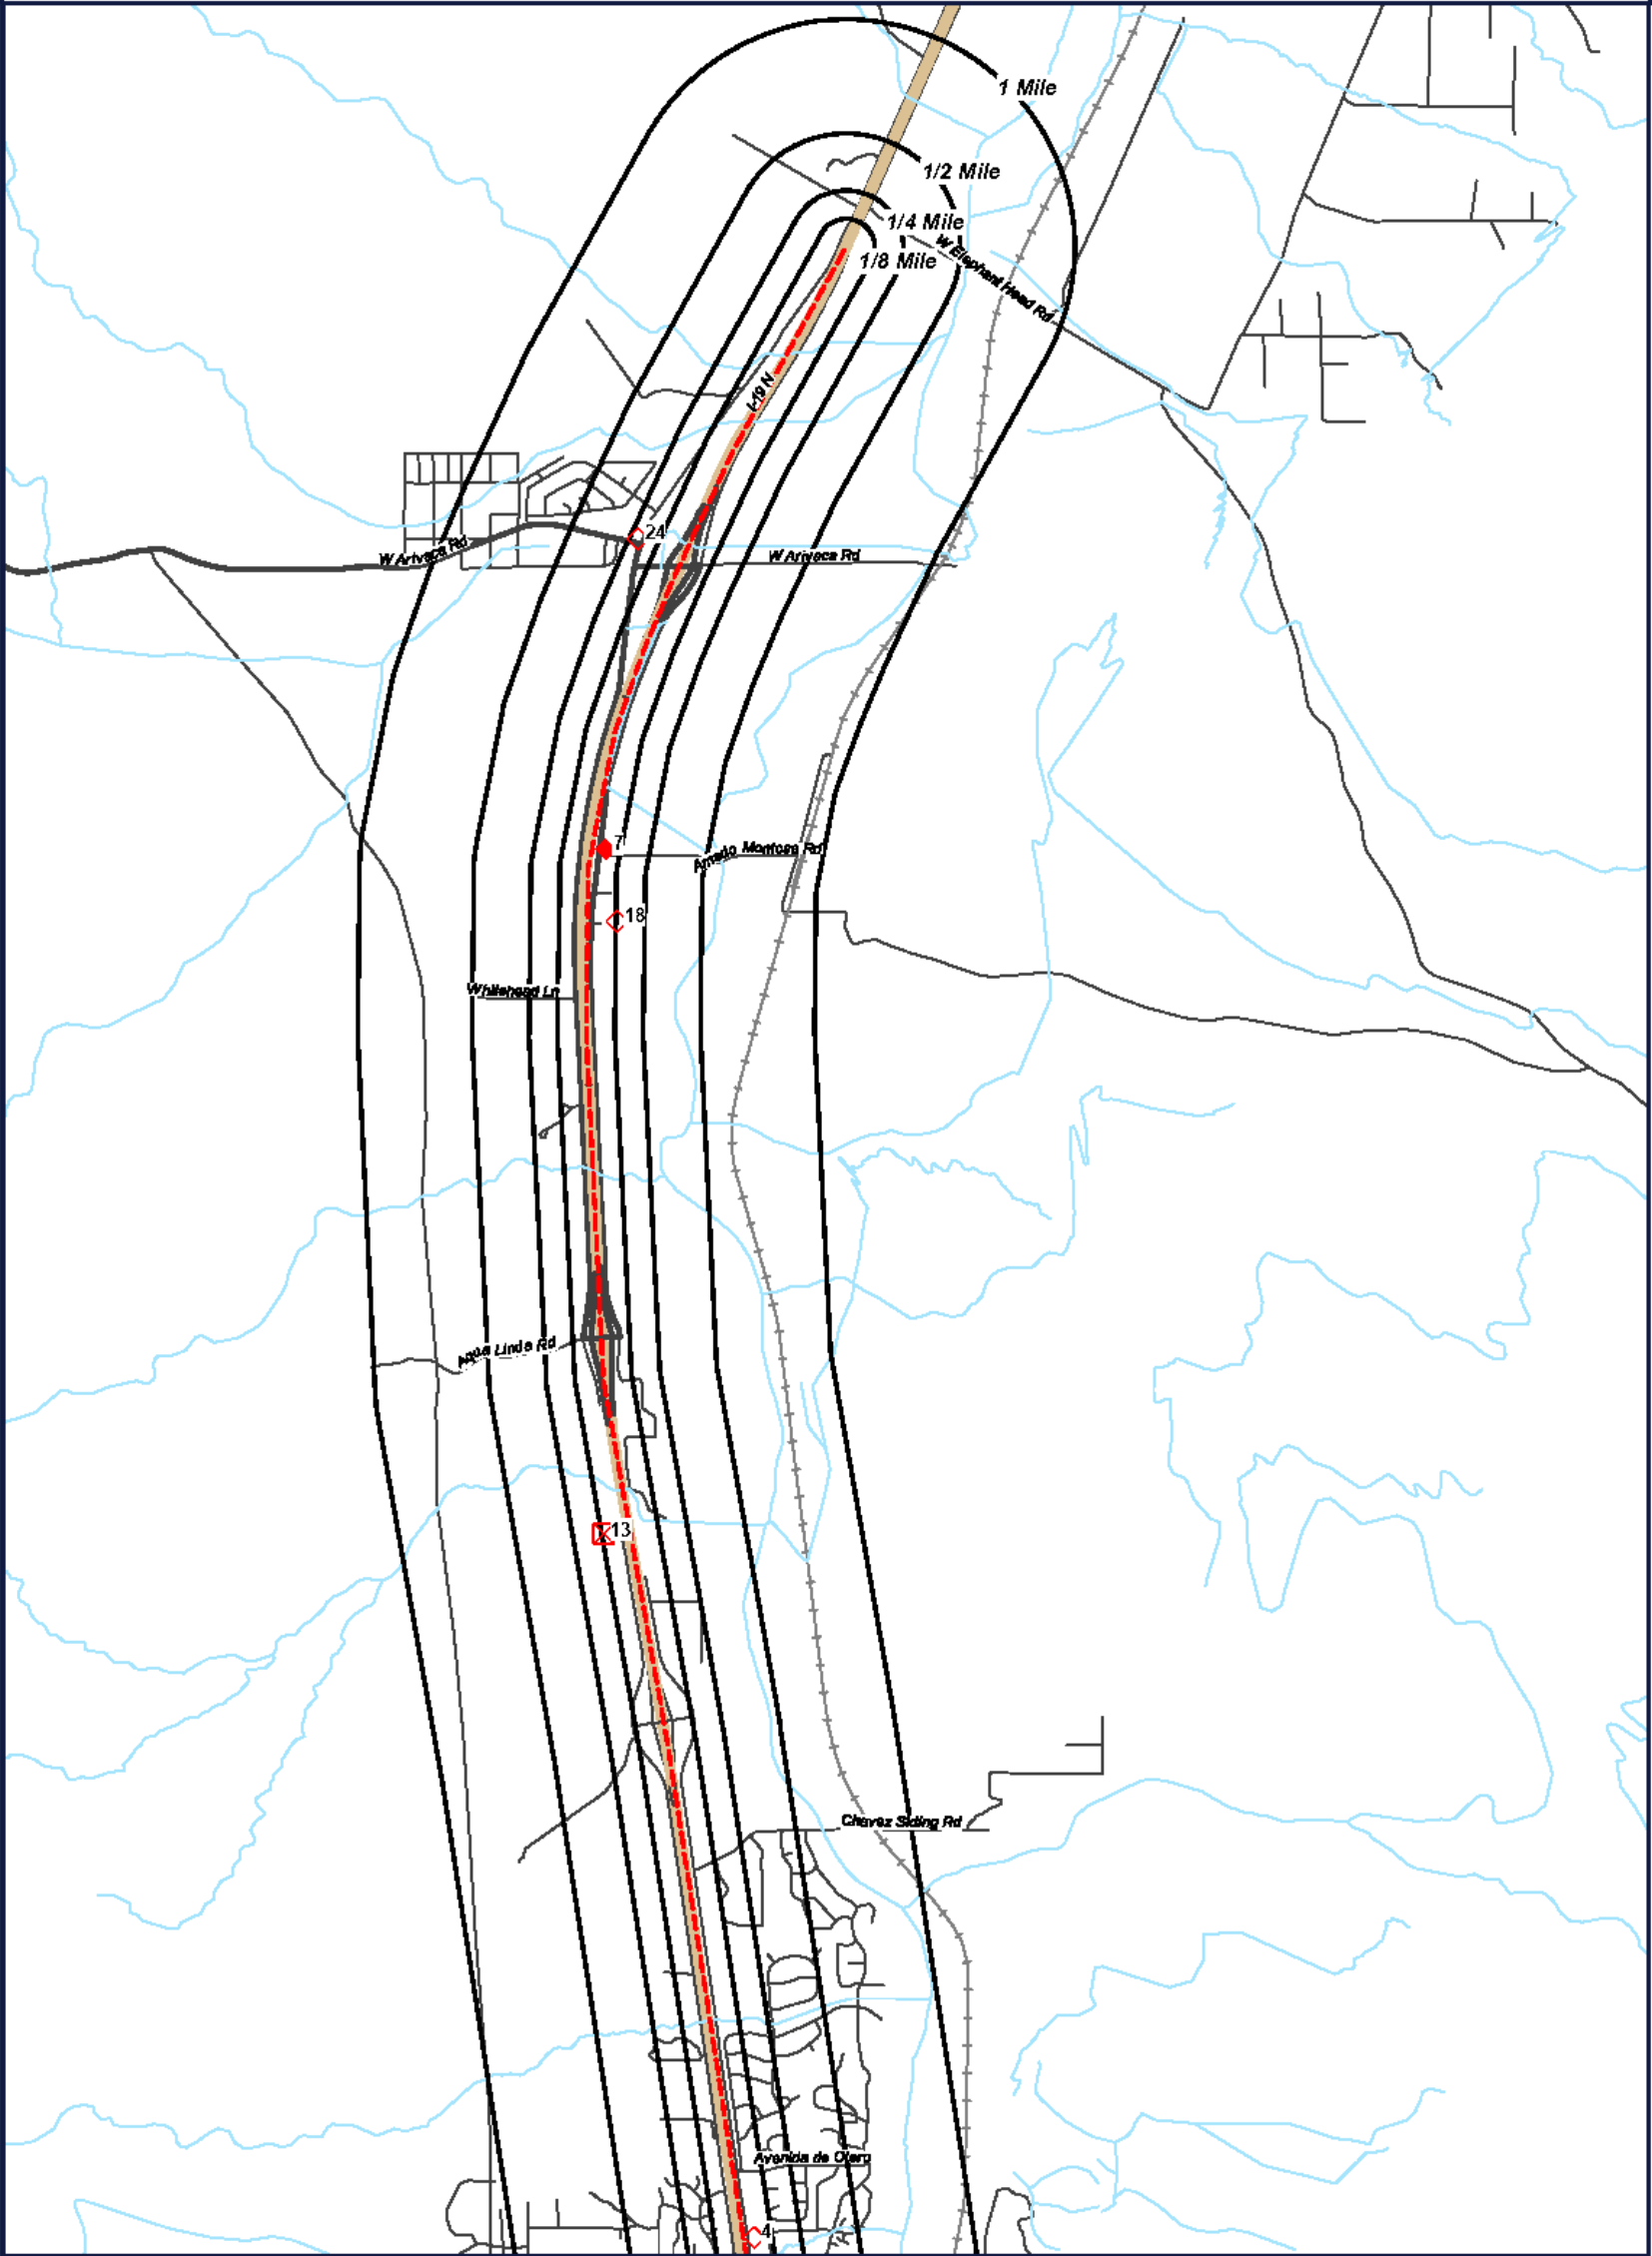 1 Mile
1/2 Mile
1/4 Mile
W Elephant Head Rd
1/8 Mile
I-19 N
24
W Arivaca Rd
W Arivaca Rd
7
Amado Montosa Rd
18
Whitehead Ln
Agua Linda Rd
13
Chavez Siding Rd
Avenida de Otero
4